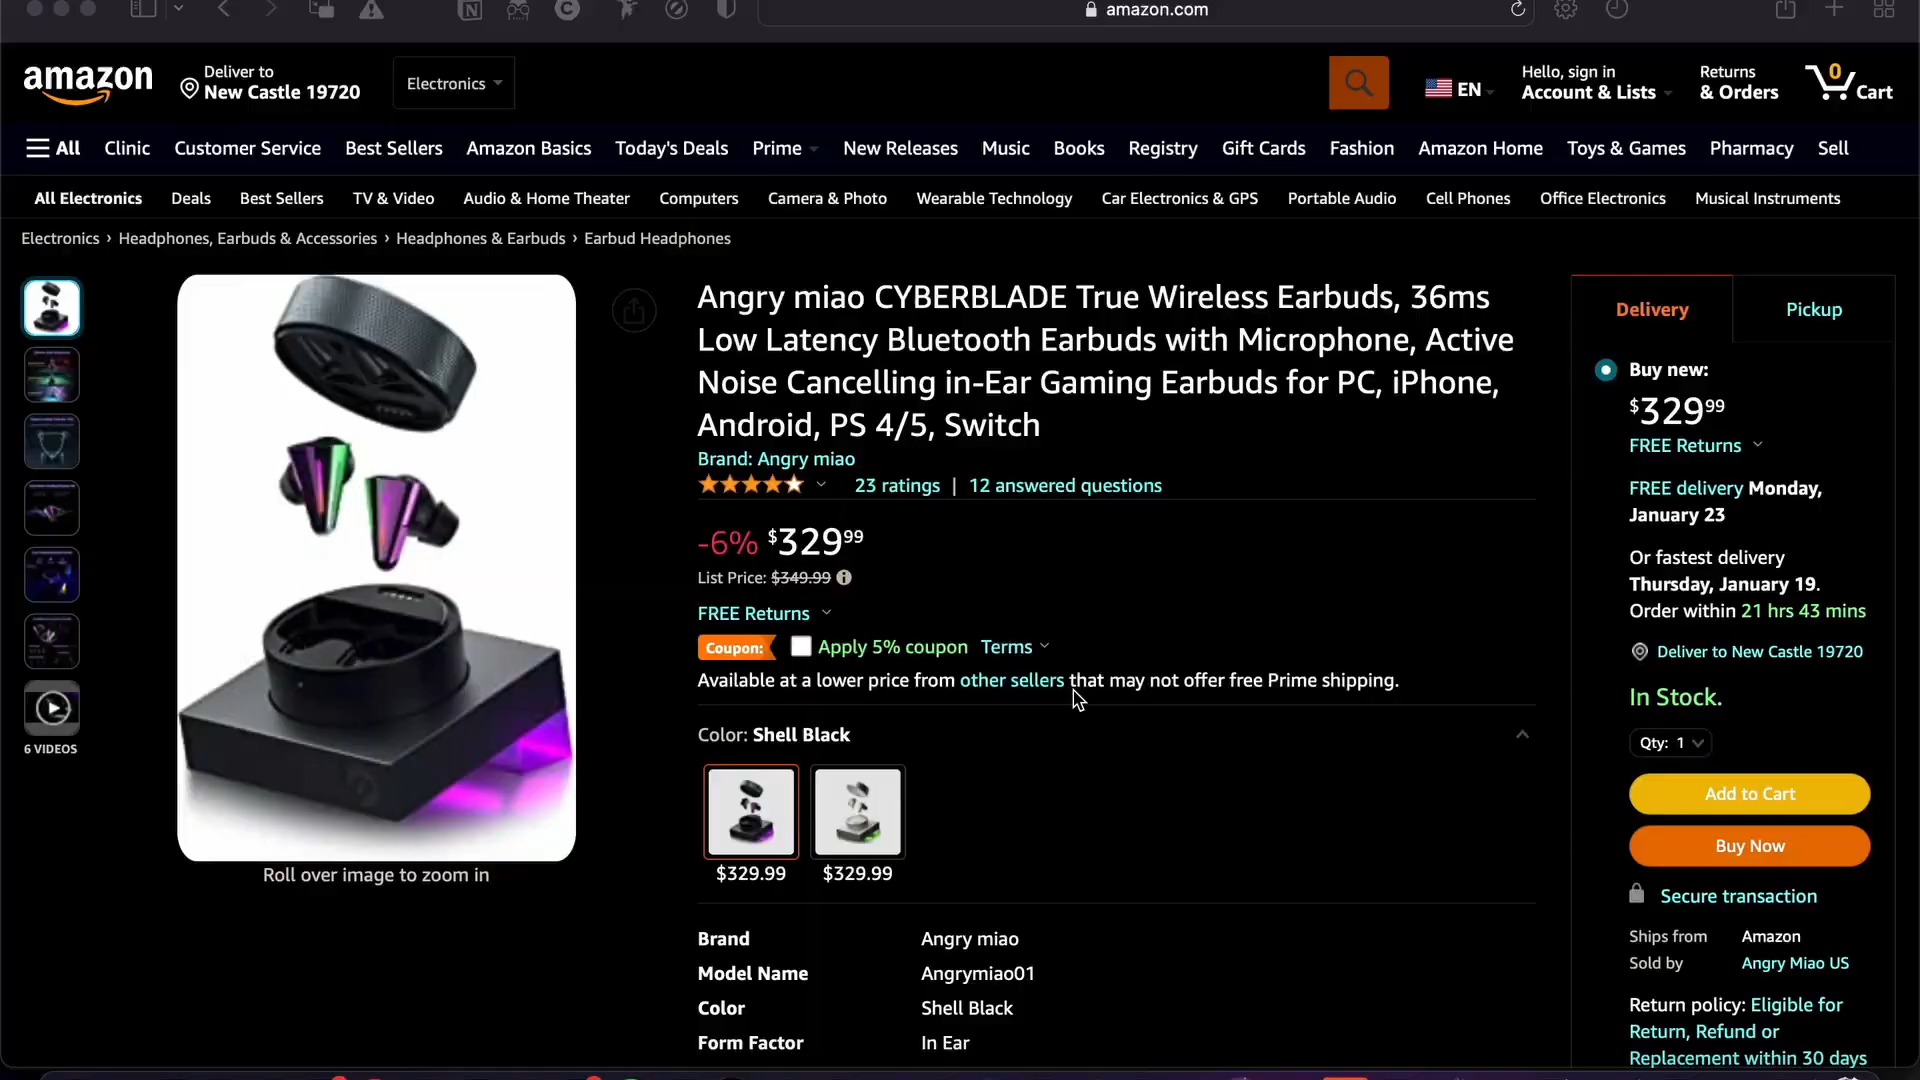 amazon.com
amazon
Deliver to
New Castle 19720
Electronics
EN
Hello, sign in
Account & Lists
Returns
& Orders
0
Cart
All
Clinic
Customer Service
Best Sellers
Amazon Basics
Today's Deals
Prime
New Releases
Music
Books
Registry
Gift Cards
Fashion
Amazon Home
Toys & Games
Pharmacy
Sell
All Electronics
Deals
Best Sellers
TV & Video
Audio & Home Theater
Computers
Camera & Photo
Wearable Technology
Car Electronics & GPS
Portable Audio
Cell Phones
Office Electronics
Musical Instruments
Electronics › Headphones, Earbuds & Accessories › Headphones & Earbuds › Earbud Headphones
6 VIDEOS
Roll over image to zoom in
Angry miao CYBERBLADE True Wireless Earbuds, 36ms
Low Latency Bluetooth Earbuds with Microphone, Active
Noise Cancelling in-Ear Gaming Earbuds for PC, iPhone,
Android, PS 4/5, Switch
Brand: Angry miao
23 ratings | 12 answered questions
-6% $329 99
List Price: $349.99
FREE Returns
Coupon: Apply 5% coupon Terms
Available at a lower price from other sellers that may not offer free Prime shipping.
Color: Shell Black
$329.99
$329.99
Brand Angry miao
Model Name Angrymiao01
Color Shell Black
Form Factor In Ear
Delivery
Pickup
Buy new:
$329 99
FREE Returns
FREE delivery Monday,
January 23
Or fastest delivery
Thursday, January 19.
Order within 21 hrs 43 mins
Deliver to New Castle 19720
In Stock.
Qty: 1
Add to Cart
Buy Now
Secure transaction
Ships from Amazon
Sold by Angry Miao US
Return policy: Eligible for
Return, Refund or
Replacement within 30 days